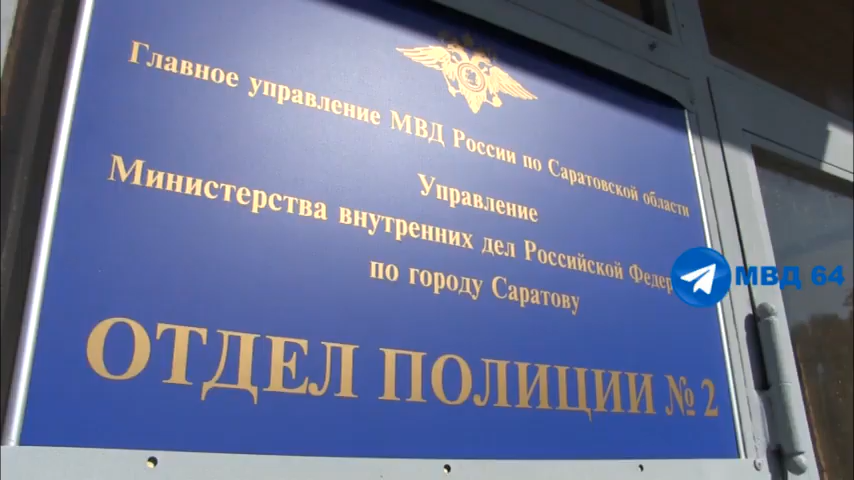 Главное управление МВД России по Саратовской области
Управление
Министерства внутренних дел Российской
по городу Саратову
ОТДЕЛ ПОЛИЦИИ № 2
МВД 64